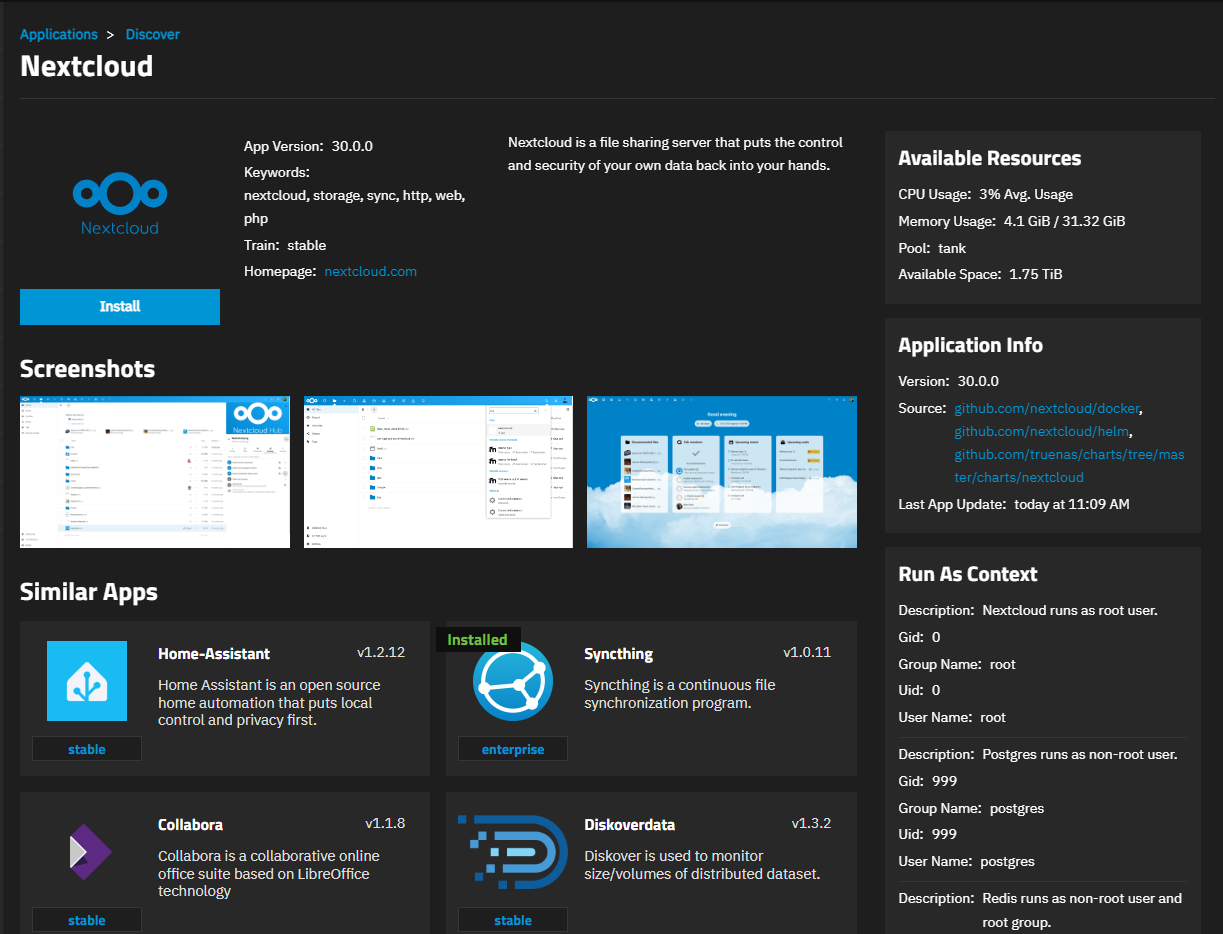 Applications > Discover
Nextcloud
Nextcloud
Install
App Version: 30.0.0
Keywords:
nextcloud, storage, sync, http, web,
php
Train: stable
Homepage: nextcloud.com
Nextcloud is a file sharing server that puts the control
and security of your own data back into your hands.
Screenshots
Nextcloud Hub
Good evening
Similar Apps
Home-Assistant
v1.2.12
Home Assistant is an open source
home automation that puts local
control and privacy first.
stable
Installed
Syncthing
v1.0.11
Syncthing is a continuous file
synchronization program.
enterprise
Collabora
v1.1.8
Collabora is a collaborative online
office suite based on LibreOffice
technology
stable
Diskoverdata
v1.3.2
Diskover is used to monitor
size/volumes of distributed dataset.
stable
Available Resources
CPU Usage: 3% Avg. Usage
Memory Usage: 4.1 GiB / 31.32 GiB
Pool: tank
Available Space: 1.75 TiB
Application Info
Version: 30.0.0
Source: github.com/nextcloud/docker,
github.com/nextcloud/helm,
github.com/truenas/charts/tree/mas
ter/charts/nextcloud
Last App Update: today at 11:09 AM
Run As Context
Description: Nextcloud runs as root user.
Gid: 0
Group Name: root
Uid: 0
User Name: root
Description: Postgres runs as non-root user.
Gid: 999
Group Name: postgres
Uid: 999
User Name: postgres
Description: Redis runs as non-root user and
root group.